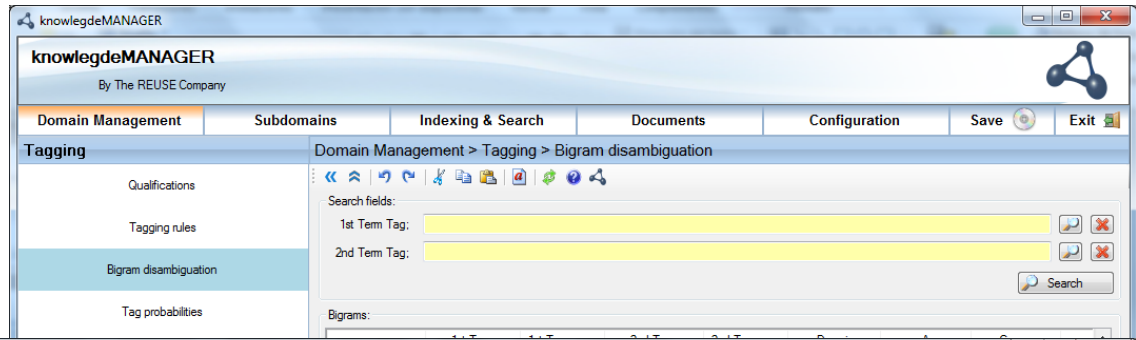 knowlegdeMANAGER
knowlegdeMANAGER
By The REUSE Company
Domain Management Subdomains Indexing & Search Documents Configuration Save Exit
Tagging Domain Management > Tagging > Bigram disambiguation
Qualifications
Search fields:
1st Term Tag;
Tagging rules
2nd Term Tag;
Bigram disambiguation
Search
Tag probabilities
Bigrams: